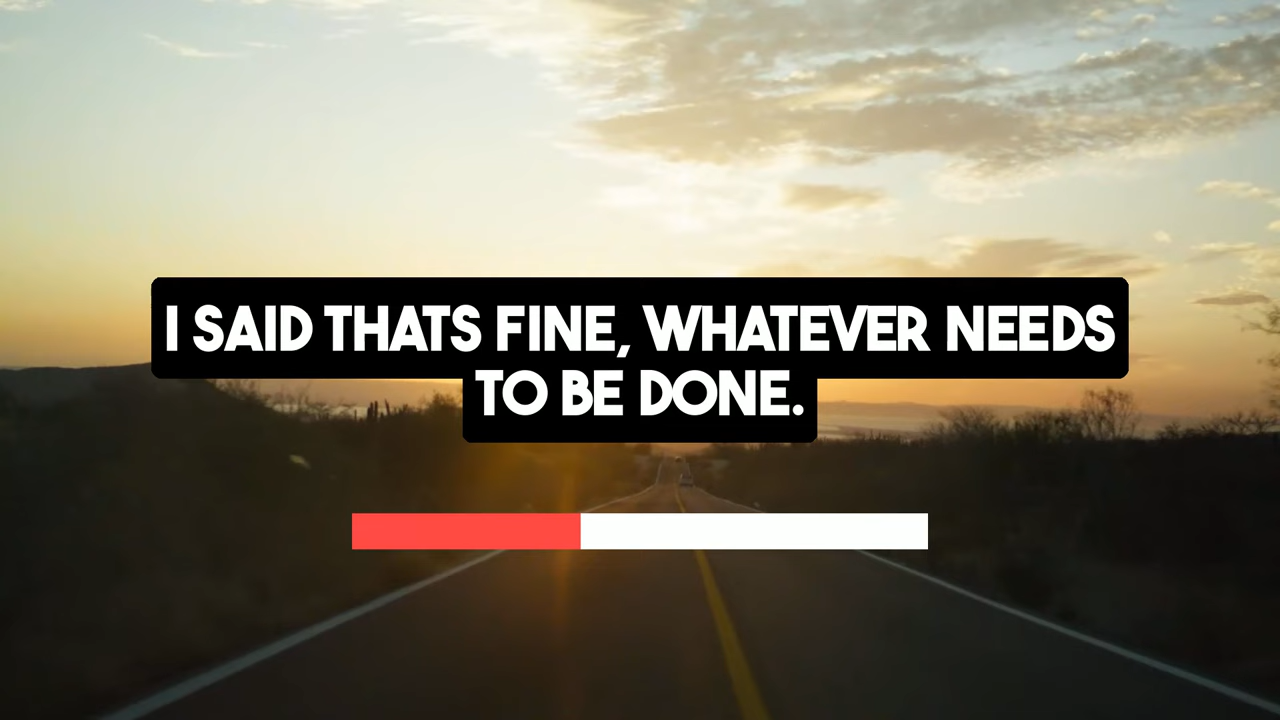 I SAID THATS FINE, WHATEVER NEEDS
TO BE DONE.